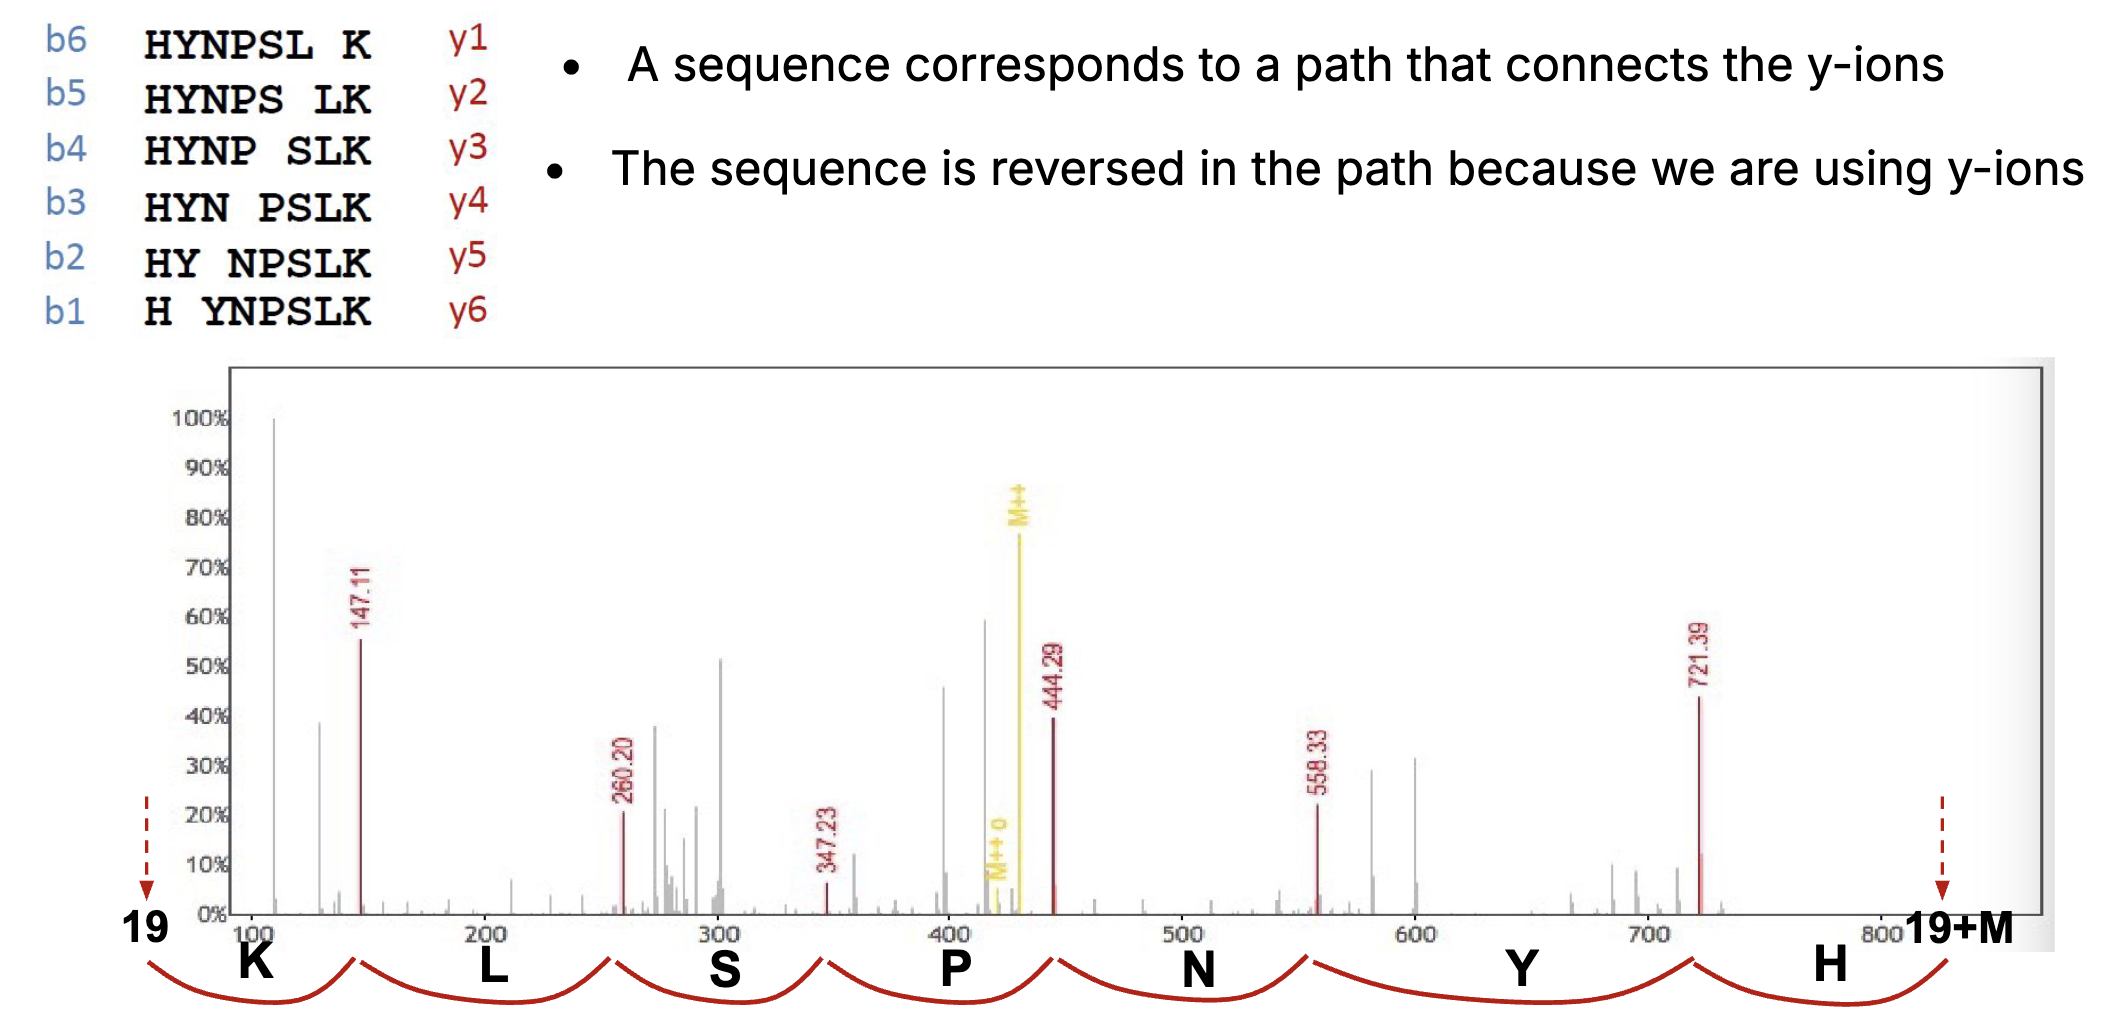 b6 HYNPSL K y1
b5 HYNPS LK y2
b4 HYNP SLK y3
b3 HYN PSLK y4
b2 HY NPSLK y5
b1 H YNPSLK y6
• A sequence corresponds to a path that connects the y-ions
• The sequence is reversed in the path because we are using y-ions
100%
90%
80%
70%
60%
50%
40%
30%
20%
10%
0%
147.11
260.20
347.23
M++ o
M++
444.29
558.33
721.39
19 100 200 300 400 500 600 700 800 19+M
K L S P N Y H